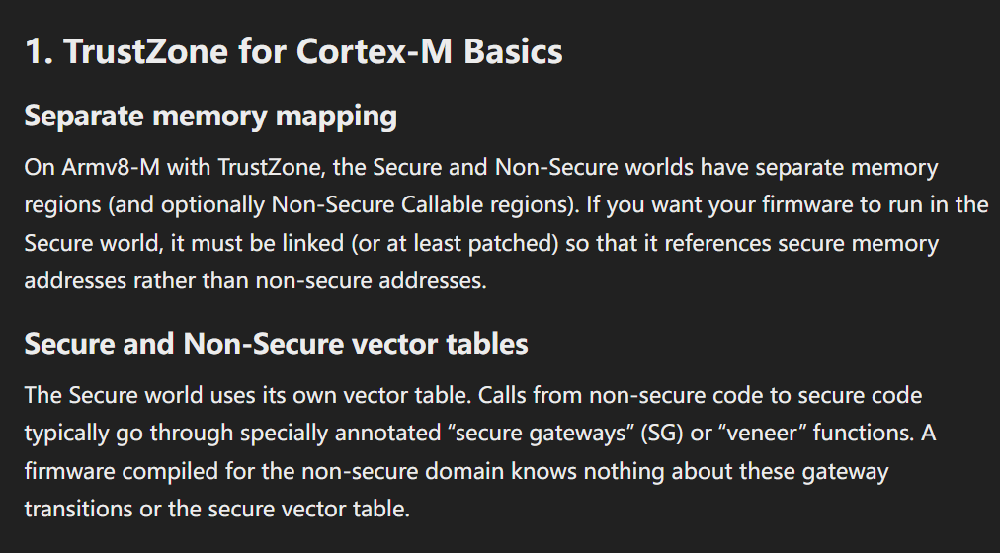 1. TrustZone for Cortex-M Basics
Separate memory mapping
On Armv8-M with TrustZone, the Secure and Non-Secure worlds have separate memory
regions (and optionally Non-Secure Callable regions). If you want your firmware to run in the
Secure world, it must be linked (or at least patched) so that it references secure memory
addresses rather than non-secure addresses.
Secure and Non-Secure vector tables
The Secure world uses its own vector table. Calls from non-secure code to secure code
typically go through specially annotated “secure gateways” (SG) or “veneer” functions. A
firmware compiled for the non-secure domain knows nothing about these gateway
transitions or the secure vector table.